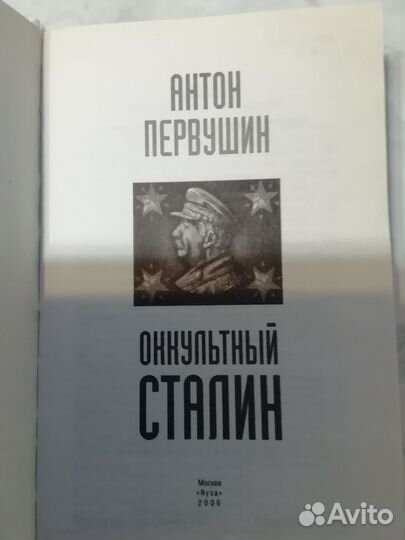 АНТОН
ПЕРВУШИН
ОККУЛЬТНЫЙ
СТАЛИН
Москва
«Яуза»
2006
Avito